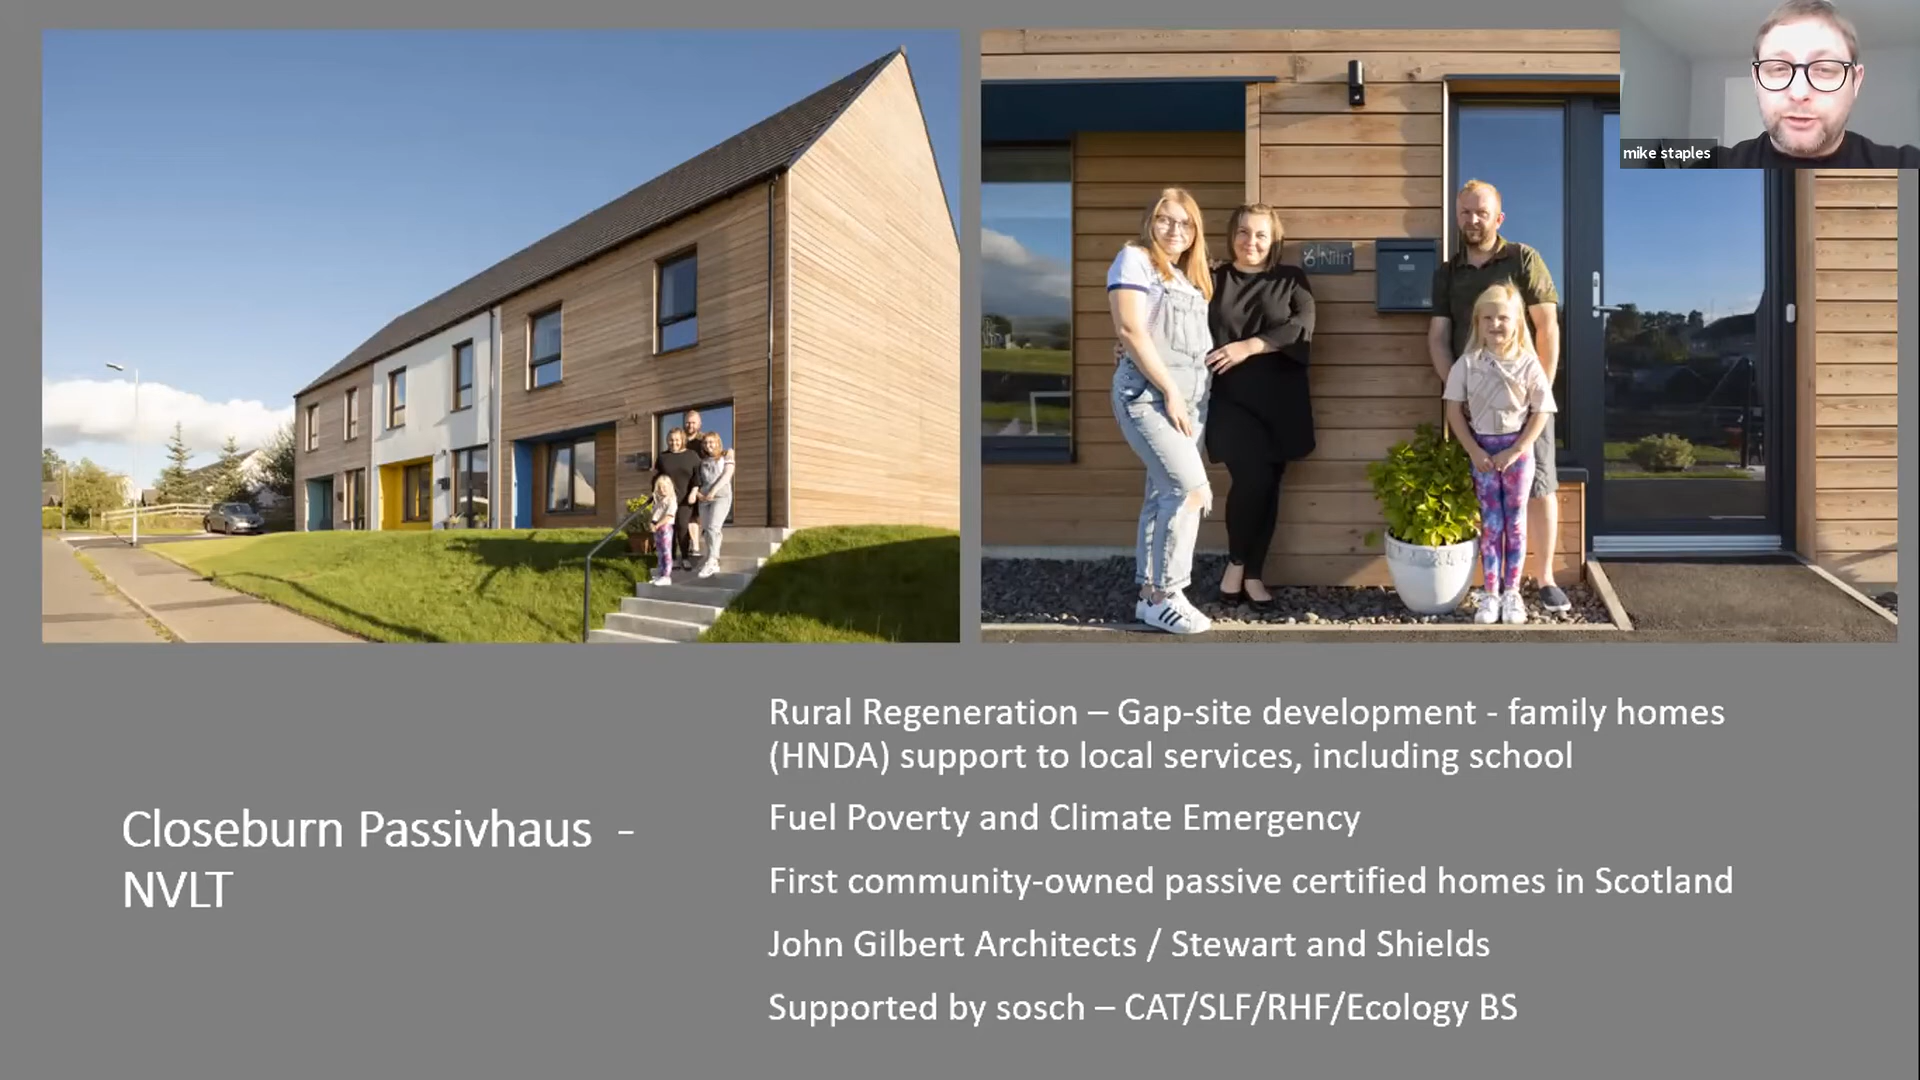 mike staples
Closeburn Passivhaus -
NVLT
Rural Regeneration – Gap-site development - family homes
(HNDA) support to local services, including school
Fuel Poverty and Climate Emergency
First community-owned passive certified homes in Scotland
John Gilbert Architects / Stewart and Shields
Supported by sosch – CAT/SLF/RHF/Ecology BS